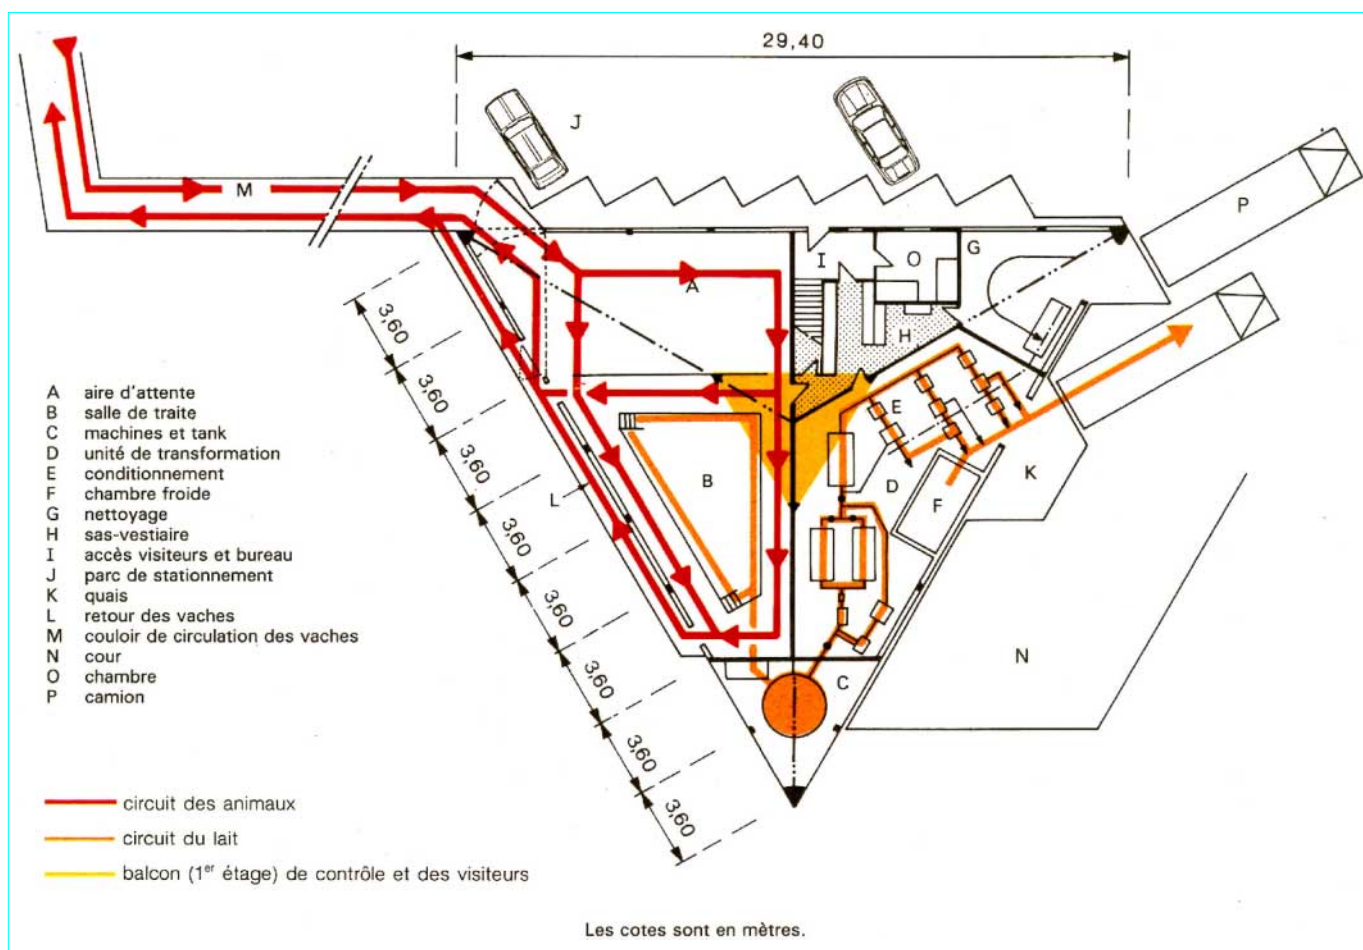 29,40
J
M
P
I
O
G
A
H
3,60
3,60
3,60
3,60
3,60
3,60
3,60
3,60
E
L
B
D
F
K
C
N
A aire d'attente
B salle de traite
C machines et tank
D unité de transformation
E conditionnement
F chambre froide
G nettoyage
H sas-vestiaire
I accès visiteurs et bureau
J parc de stationnement
K quais
L retour des vaches
M couloir de circulation des vaches
N cour
O chambre
P camion
circuit des animaux
circuit du lait
balcon (1er étage) de contrôle et des visiteurs
Les cotes sont en mètres.